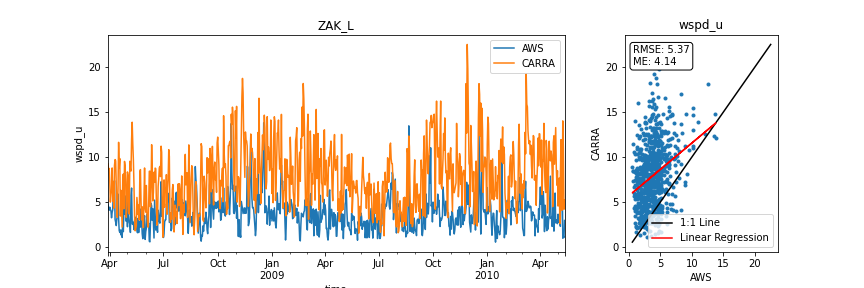 ZAK_L
wspd_u
AWS
CARRA
RMSE: 5.37
ME: 4.14
20
15
10
5
0
wspd_u
Apr
Jul
Oct
Jan
2009
Apr
Jul
Oct
Jan
2010
Apr
time
20
15
10
5
0
CARRA
1:1 Line
Linear Regression
0
5
10
15
20
AWS